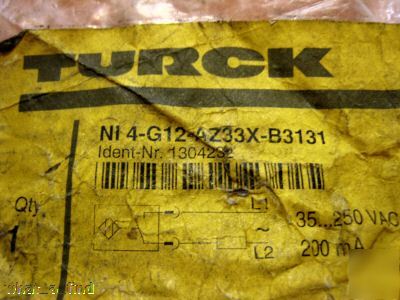 TURCK
NI 4-G12-AZ33X-B3131
Ident-Nr. 1304232
Qty.
1
L1
35...250 VAC
~
L2
200 mA